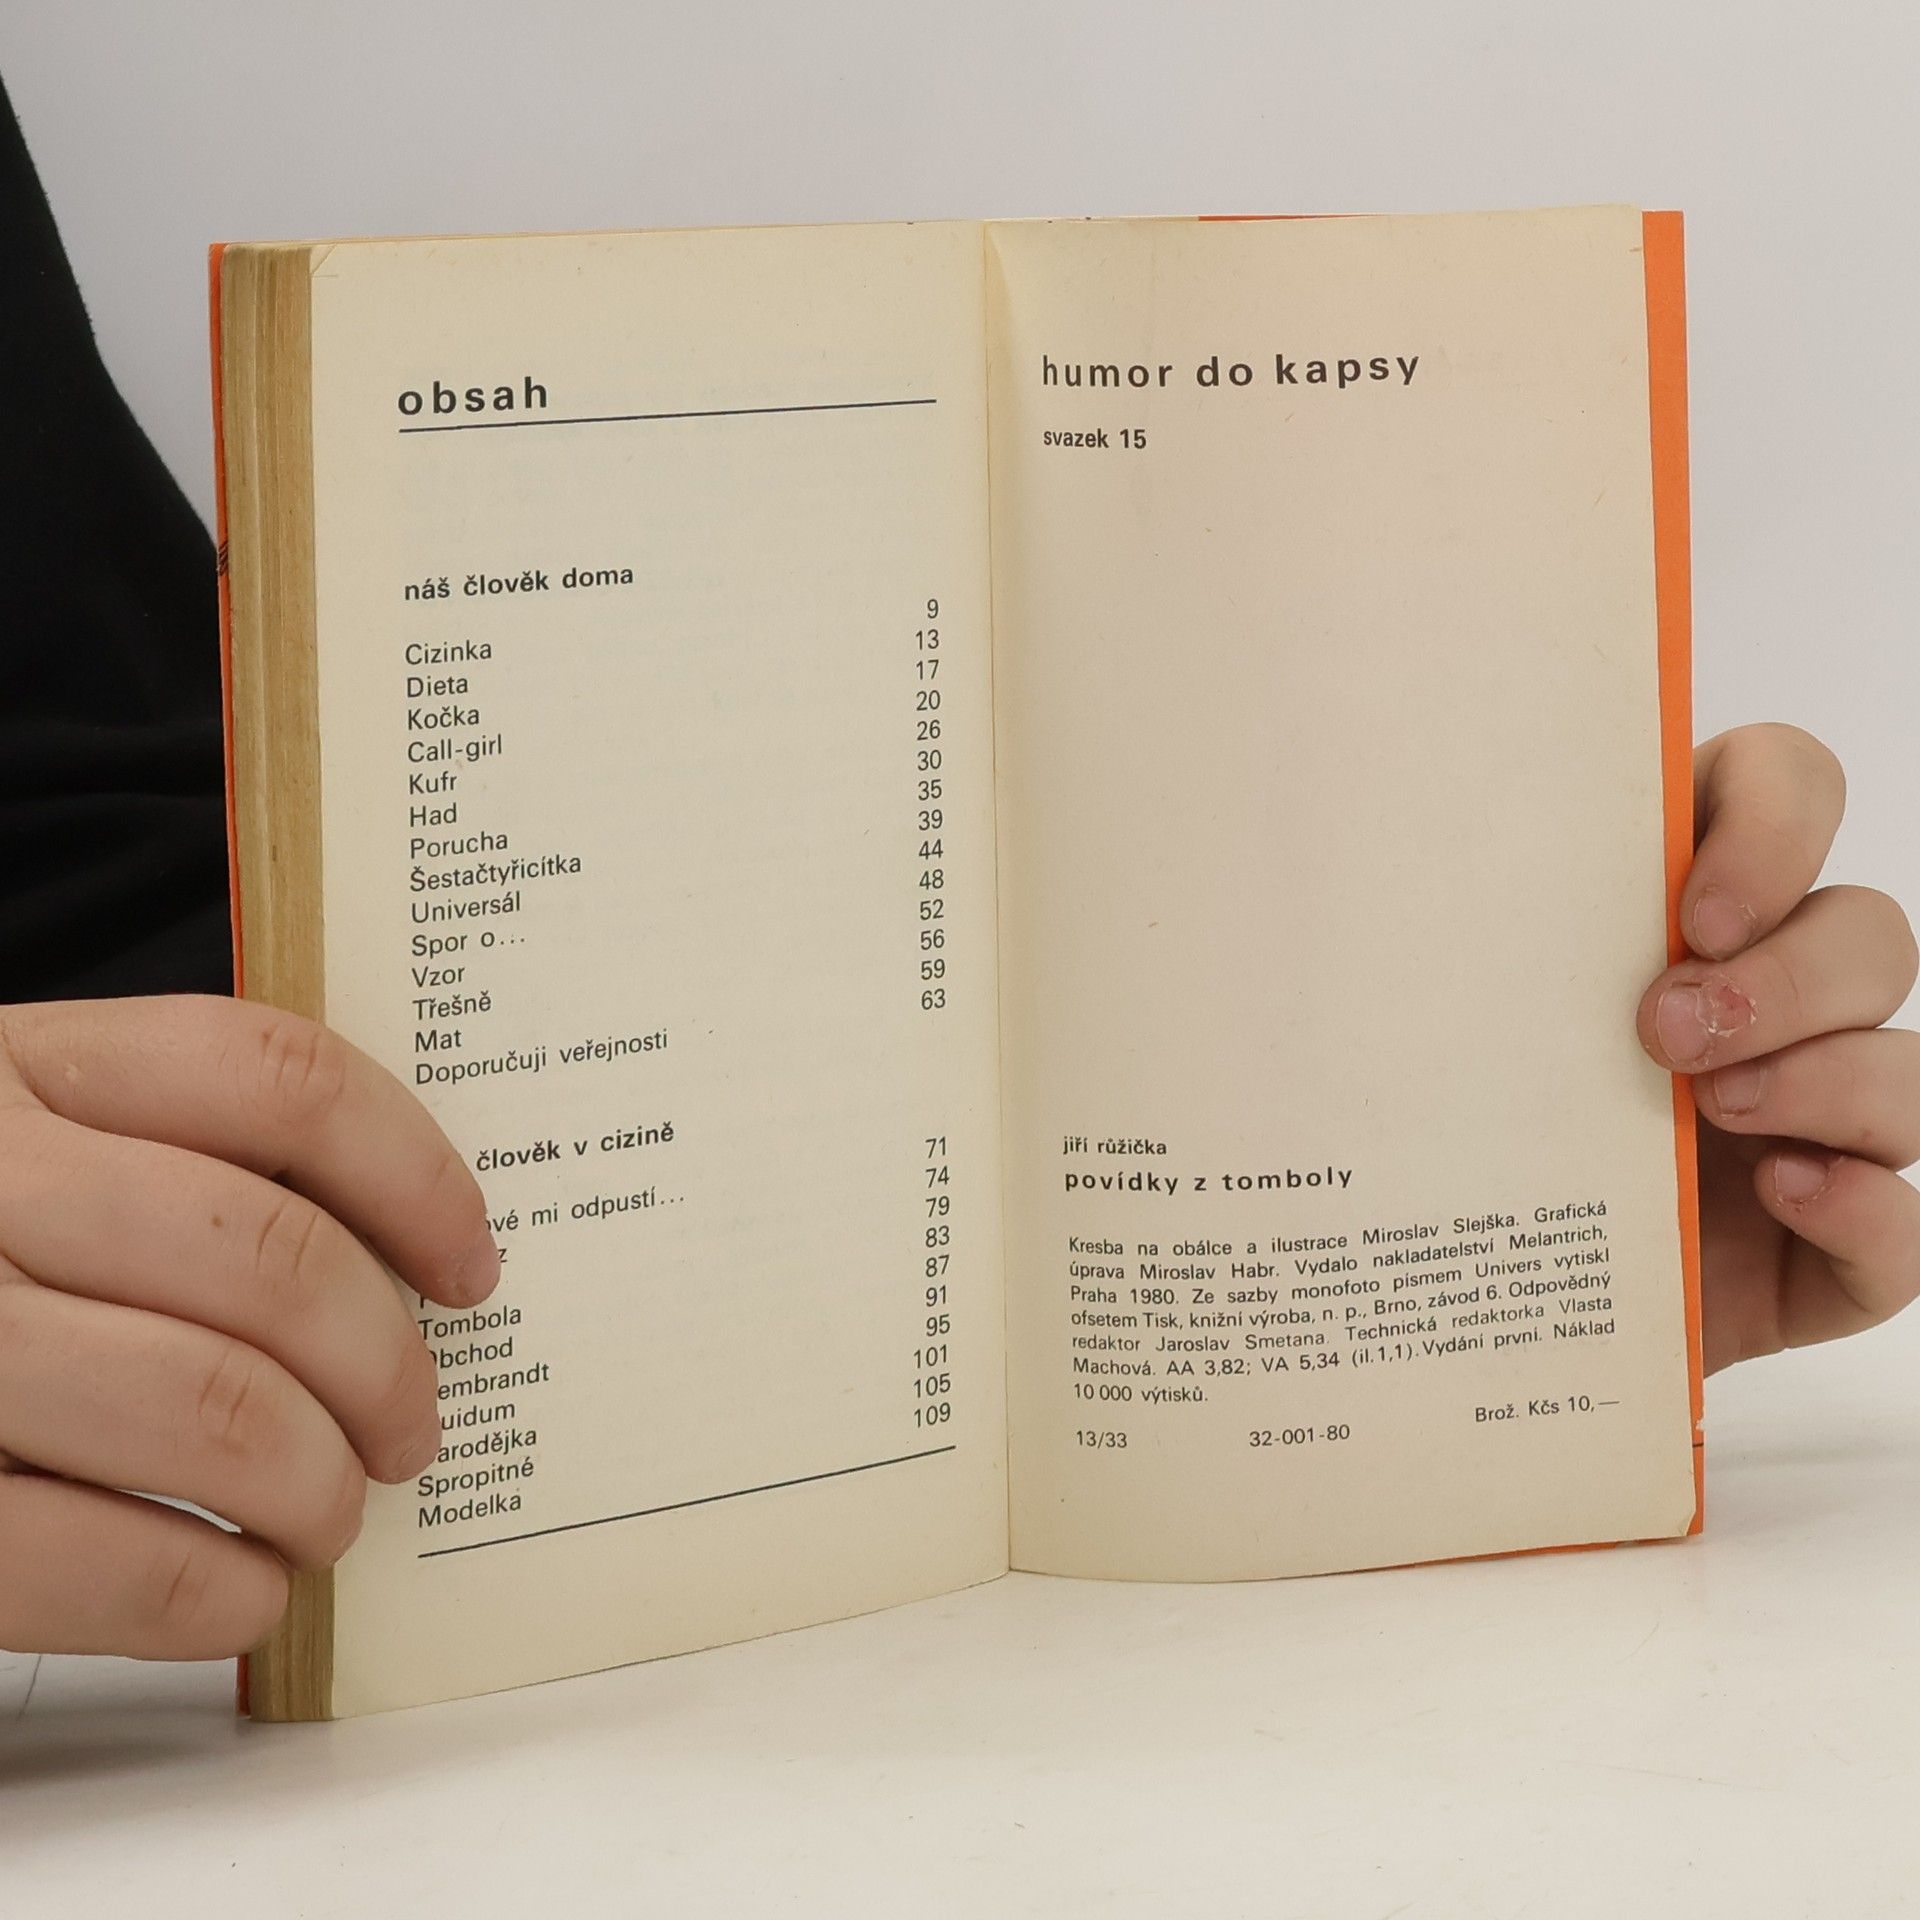 obsah
náš člověk doma
Cizinka 9
Dieta 13
Kočka 17
Call-girl 20
Kufr 26
Had 30
Porucha 35
Šestačtyřicítka 39
Universál 44
Spor o... 48
Vzor 52
Třešně 56
Mat 59
Doporučuji veřejnosti 63
člověk v cizině
mi odpustí... 71
74
79
Tombola 83
87
91
95
101
Spropitné 105
Modelka 109
humor do kapsy
svazek 15
jiří růžička
povídky z tomboly
Kresba na obálce a ilustrace Miroslav Slejška. Grafická
úprava Miroslav Habr. Vydalo nakladatelství Melantrich,
Praha 1980. Ze sazby monofoto písmem Univers vytiskl
ofsetem Tisk, knižní výroba, n. p., Brno, závod 6. Odpovědný
redaktor Jaroslav Smetana. Technická redaktorka Vlasta
Machová. AA 3,82; VA 5,34 (il.1,1). Vydání první. Náklad
10 000 výtisků.
Brož. Kčs 10,—
13/33 32-001-80